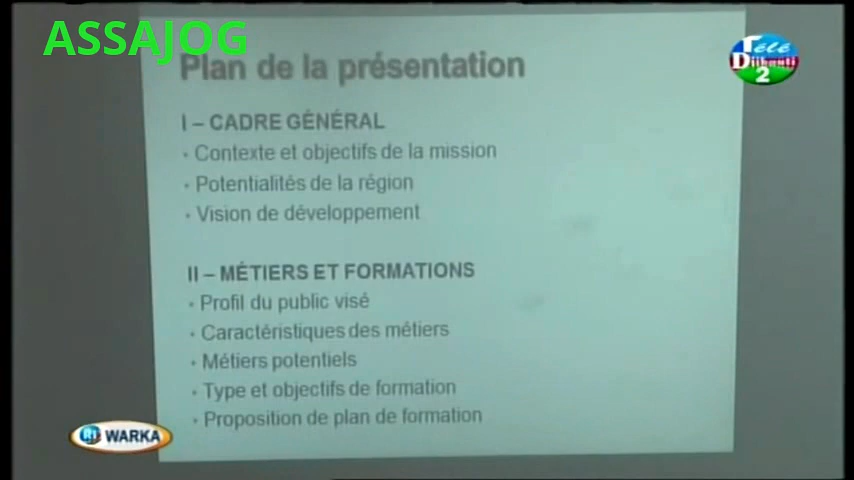 ASSAJOG
Télé
Djibouti
2
Plan de la présentation
I – CADRE GÉNÉRAL
• Contexte et objectifs de la mission
• Potentialités de la région
• Vision de développement
II – MÉTIERS ET FORMATIONS
• Profil du public visé
• Caractéristiques des métiers
• Métiers potentiels
• Type et objectifs de formation
• Proposition de plan de formation
WARKA